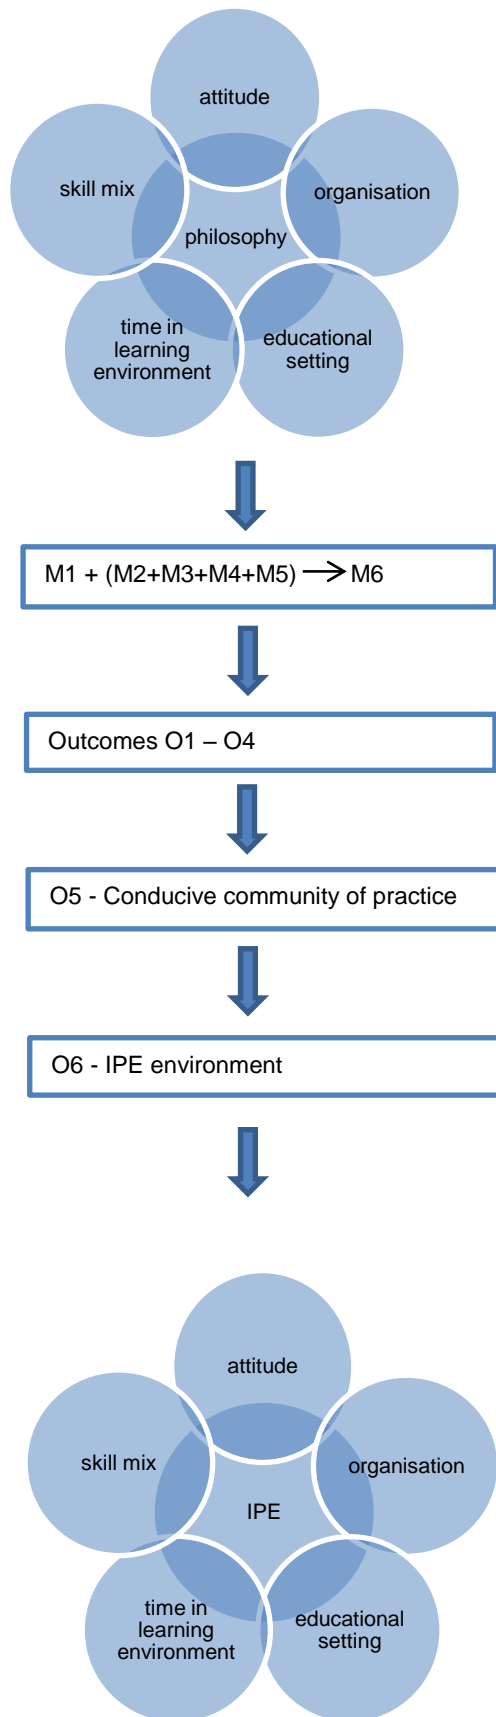 attitude
skill mix
organisation
philosophy
time in
learning
environment
educational
setting
M1 + (M2+M3+M4+M5) → M6
Outcomes O1 – O4
O5 - Conducive community of practice
O6 - IPE environment
attitude
skill mix
organisation
IPE
time in
learning
environment
educational
setting